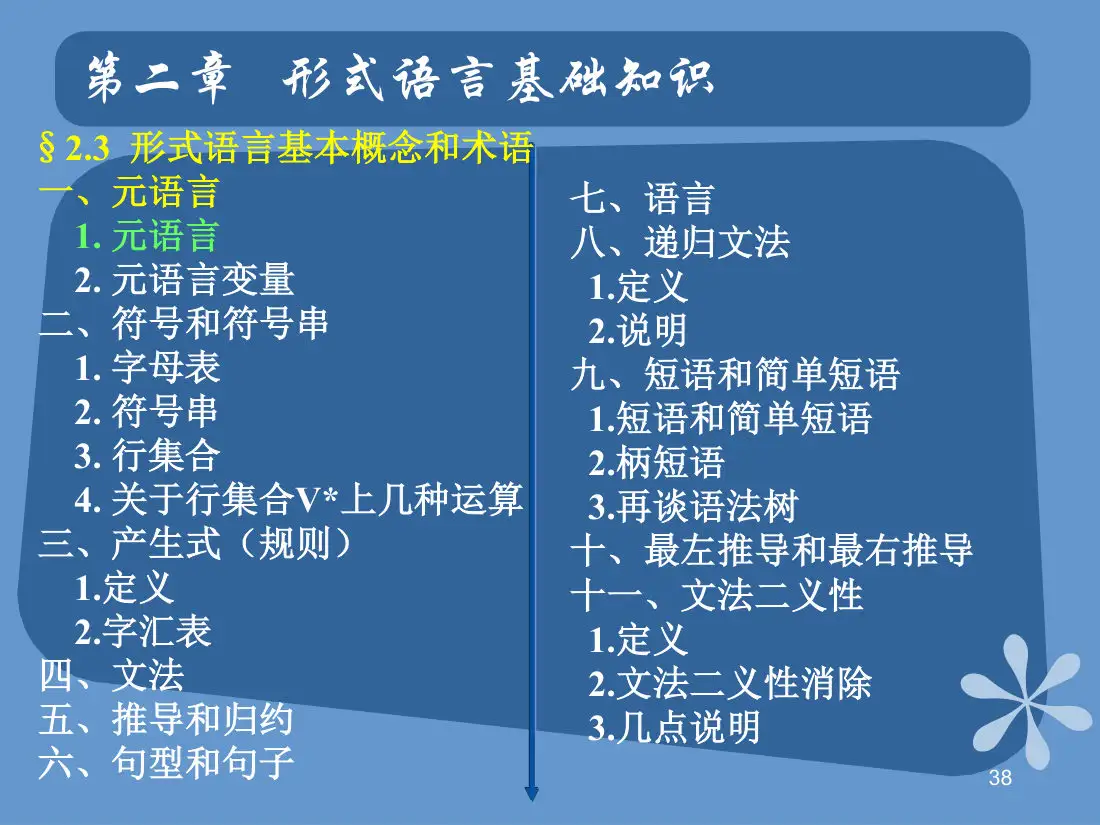 第二章 形式语言基础知识
§2.3 形式语言基本概念和术语
一、元语言
1. 元语言
2. 元语言变量
二、符号和符号串
1. 字母表
2. 符号串
3. 行集合
4. 关于行集合V*上几种运算
三、产生式（规则）
1.定义
2.字汇表
四、文法
五、推导和归约
六、句型和句子
七、语言
八、递归文法
1.定义
2.说明
九、短语和简单短语
1.短语和简单短语
2.柄短语
3.再谈语法树
十、最左推导和最右推导
十一、文法二义性
1.定义
2.文法二义性消除
3.几点说明
38